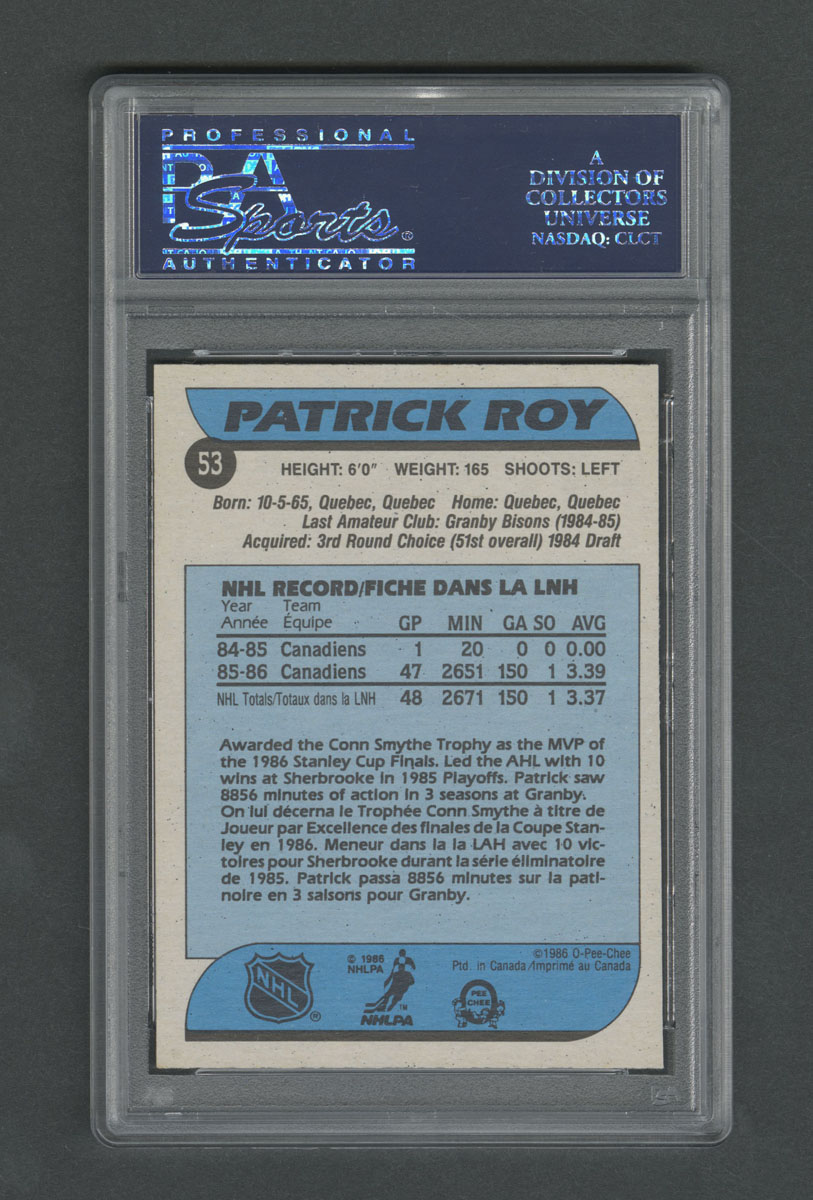 PROFESSIONAL
PSA
Sports®
AUTHENTICATOR
A
DIVISION OF
COLLECTORS
UNIVERSE
NASDAQ: CLCT
PATRICK ROY
53
HEIGHT: 6'0" WEIGHT: 165 SHOOTS: LEFT
Born: 10-5-65, Quebec, Quebec Home: Quebec, Quebec
Last Amateur Club: Granby Bisons (1984-85)
Acquired: 3rd Round Choice (51st overall) 1984 Draft
NHL RECORD/FICHE DANS LA LNH
Year Team
Année Équipe GP MIN GA SO AVG
84-85 Canadiens 1 20 0 0 0.00
85-86 Canadiens 47 2651 150 1 3.39
NHL Totals/Totaux dans la LNH 48 2671 150 1 3.37
Awarded the Conn Smythe Trophy as the MVP of
the 1986 Stanley Cup Finals. Led the AHL with 10
wins at Sherbrooke in 1985 Playoffs. Patrick saw
8856 minutes of action in 3 seasons at Granby.
On lui décerna le Trophée Conn Smythe à titre de
Joueur par Excellence des finales de la Coupe Stan-
ley en 1986. Meneur dans la la LAH avec 10 vic-
toires pour Sherbrooke durant la série éliminatoire
de 1985. Patrick passa 8856 minutes sur la pati-
noire en 3 saisons pour Granby.
NHL ®
© 1986
NHLPA
™
NHLPA
©1986 O-Pee-Chee
Ptd. in Canada/Imprimé au Canada
PEE
CHEE